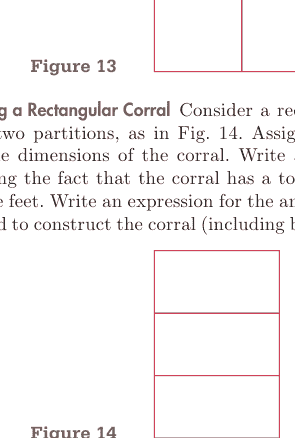 Figure 13
g a Rectangular Corral Consider a rec
two partitions, as in Fig. 14. Assig
e dimensions of the corral. Write
ng the fact that the corral has a to
e feet. Write an expression for the an
d to construct the corral (including b
Figure 14